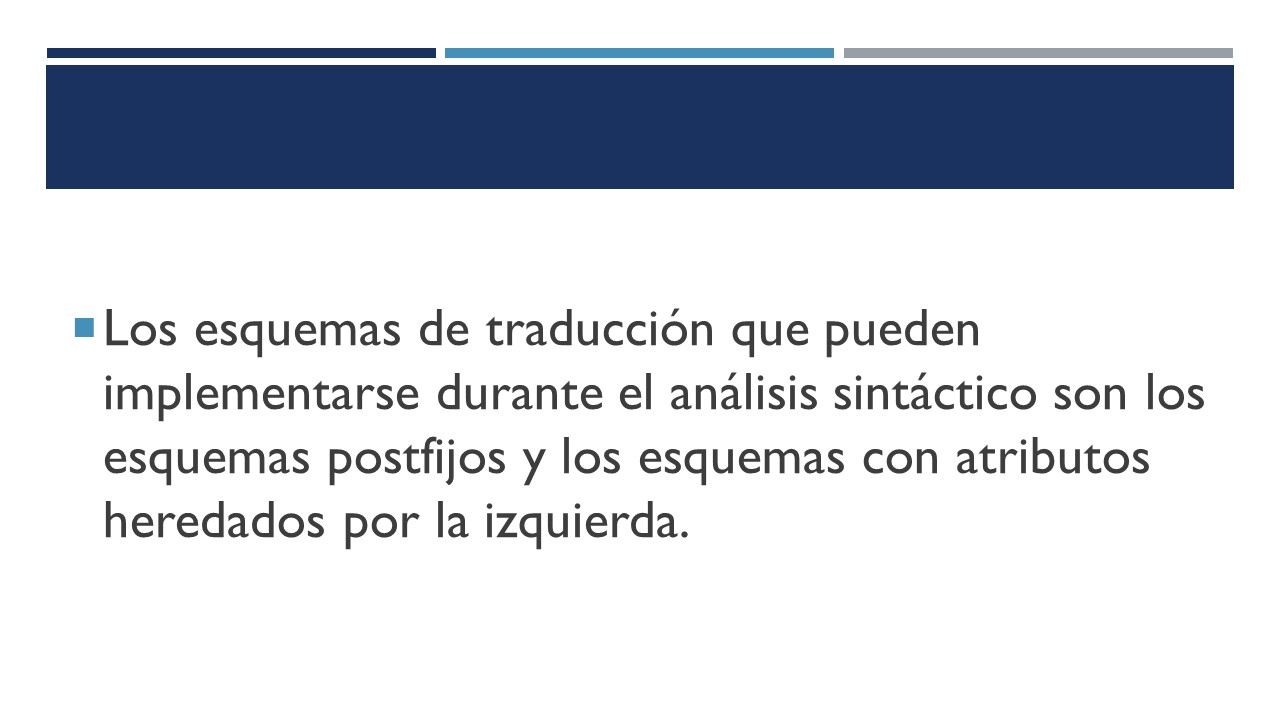 Los esquemas de traducción que pueden
implementarse durante el análisis sintáctico son los
esquemas postfijos y los esquemas con atributos
heredados por la izquierda.